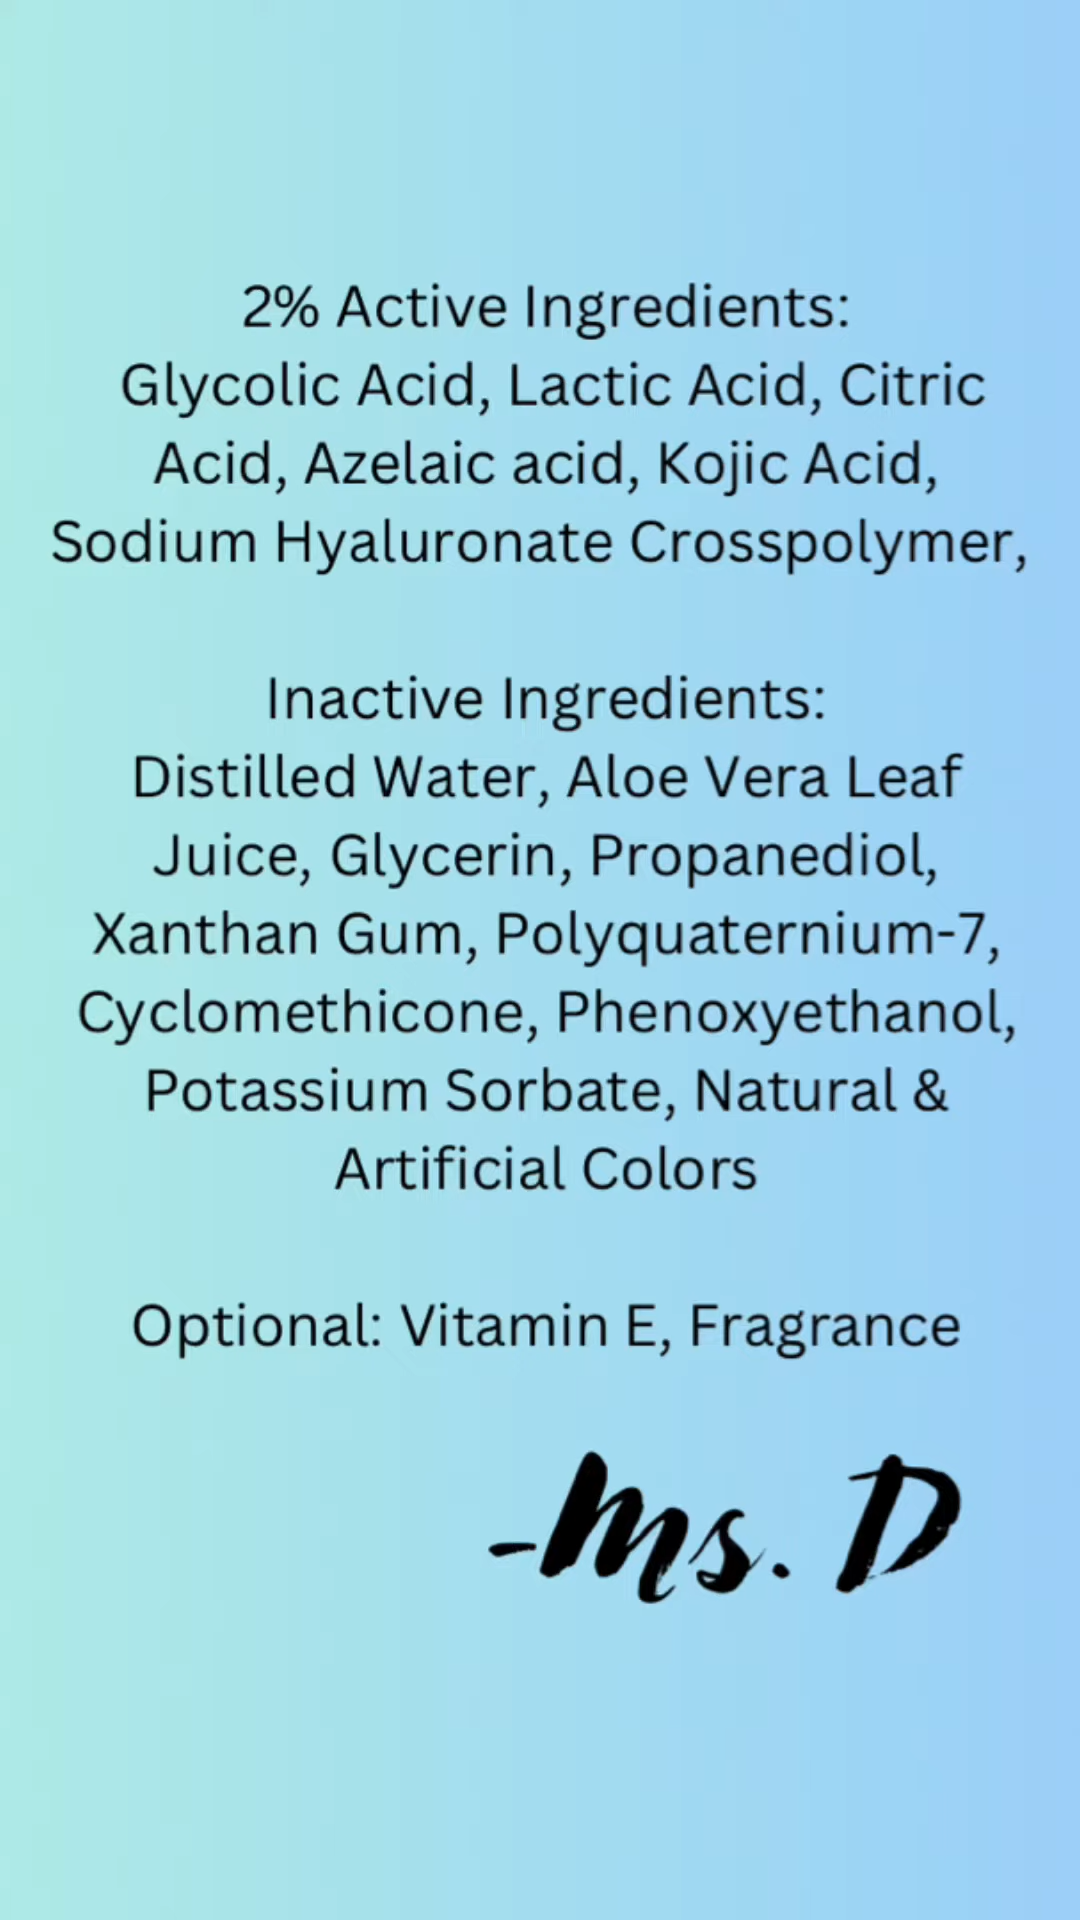 2% Active Ingredients:
Glycolic Acid, Lactic Acid, Citric
Acid, Azelaic acid, Kojic Acid,
Sodium Hyaluronate Crosspolymer,
Inactive Ingredients:
Distilled Water, Aloe Vera Leaf
Juice, Glycerin, Propanediol,
Xanthan Gum, Polyquaternium-7,
Cyclomethicone, Phenoxyethanol,
Potassium Sorbate, Natural &
Artificial Colors
Optional: Vitamin E, Fragrance
-Ms. D